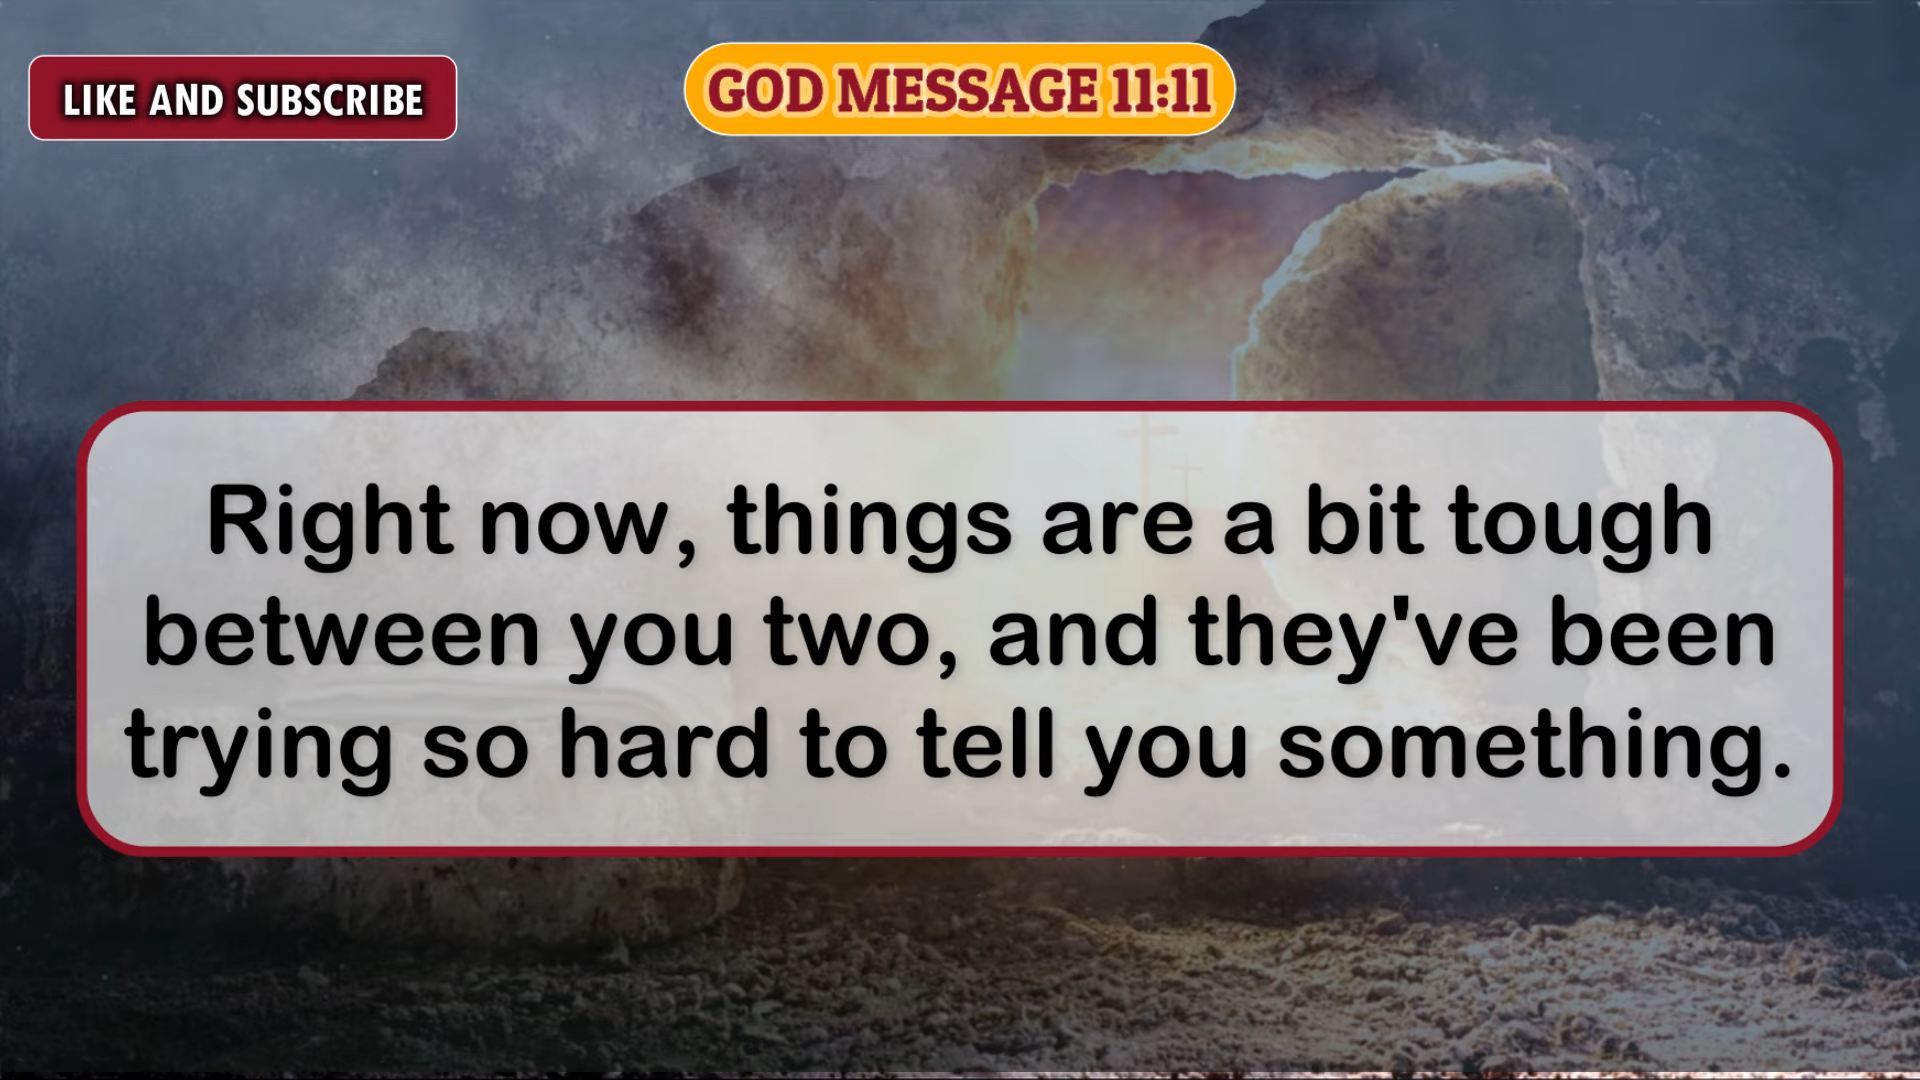 LIKE AND SUBSCRIBE
GOD MESSAGE 11:11
Right now, things are a bit tough
between you two, and they've been
trying so hard to tell you something.